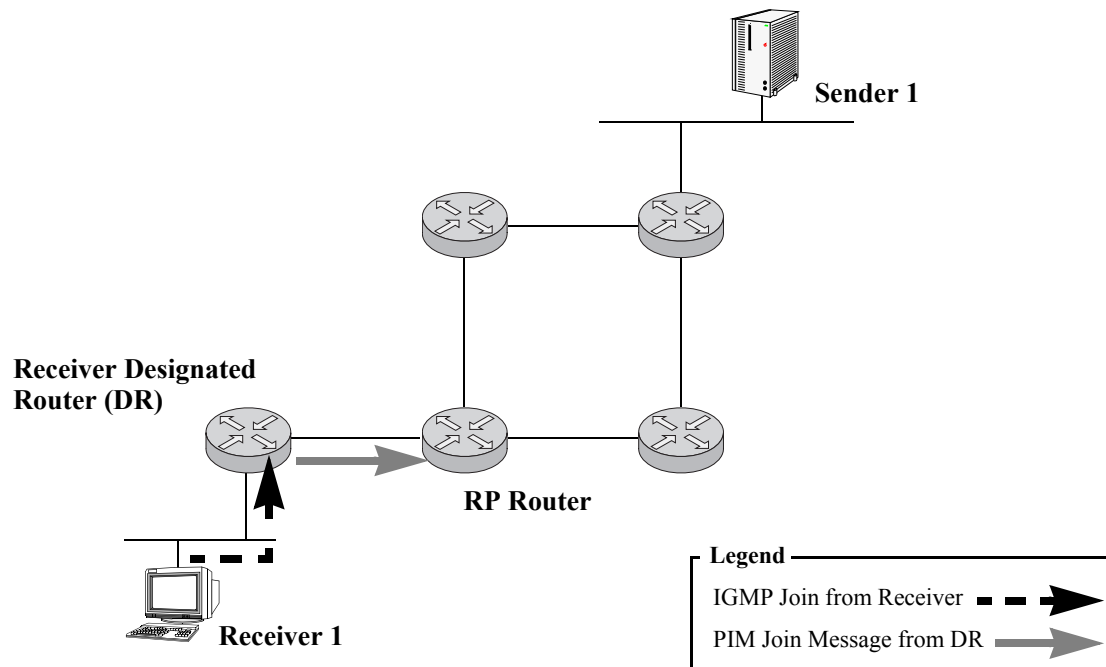 Sender 1
Receiver Designated
Router (DR)
RP Router
Receiver 1
Legend
IGMP Join from Receiver
PIM Join Message from DR